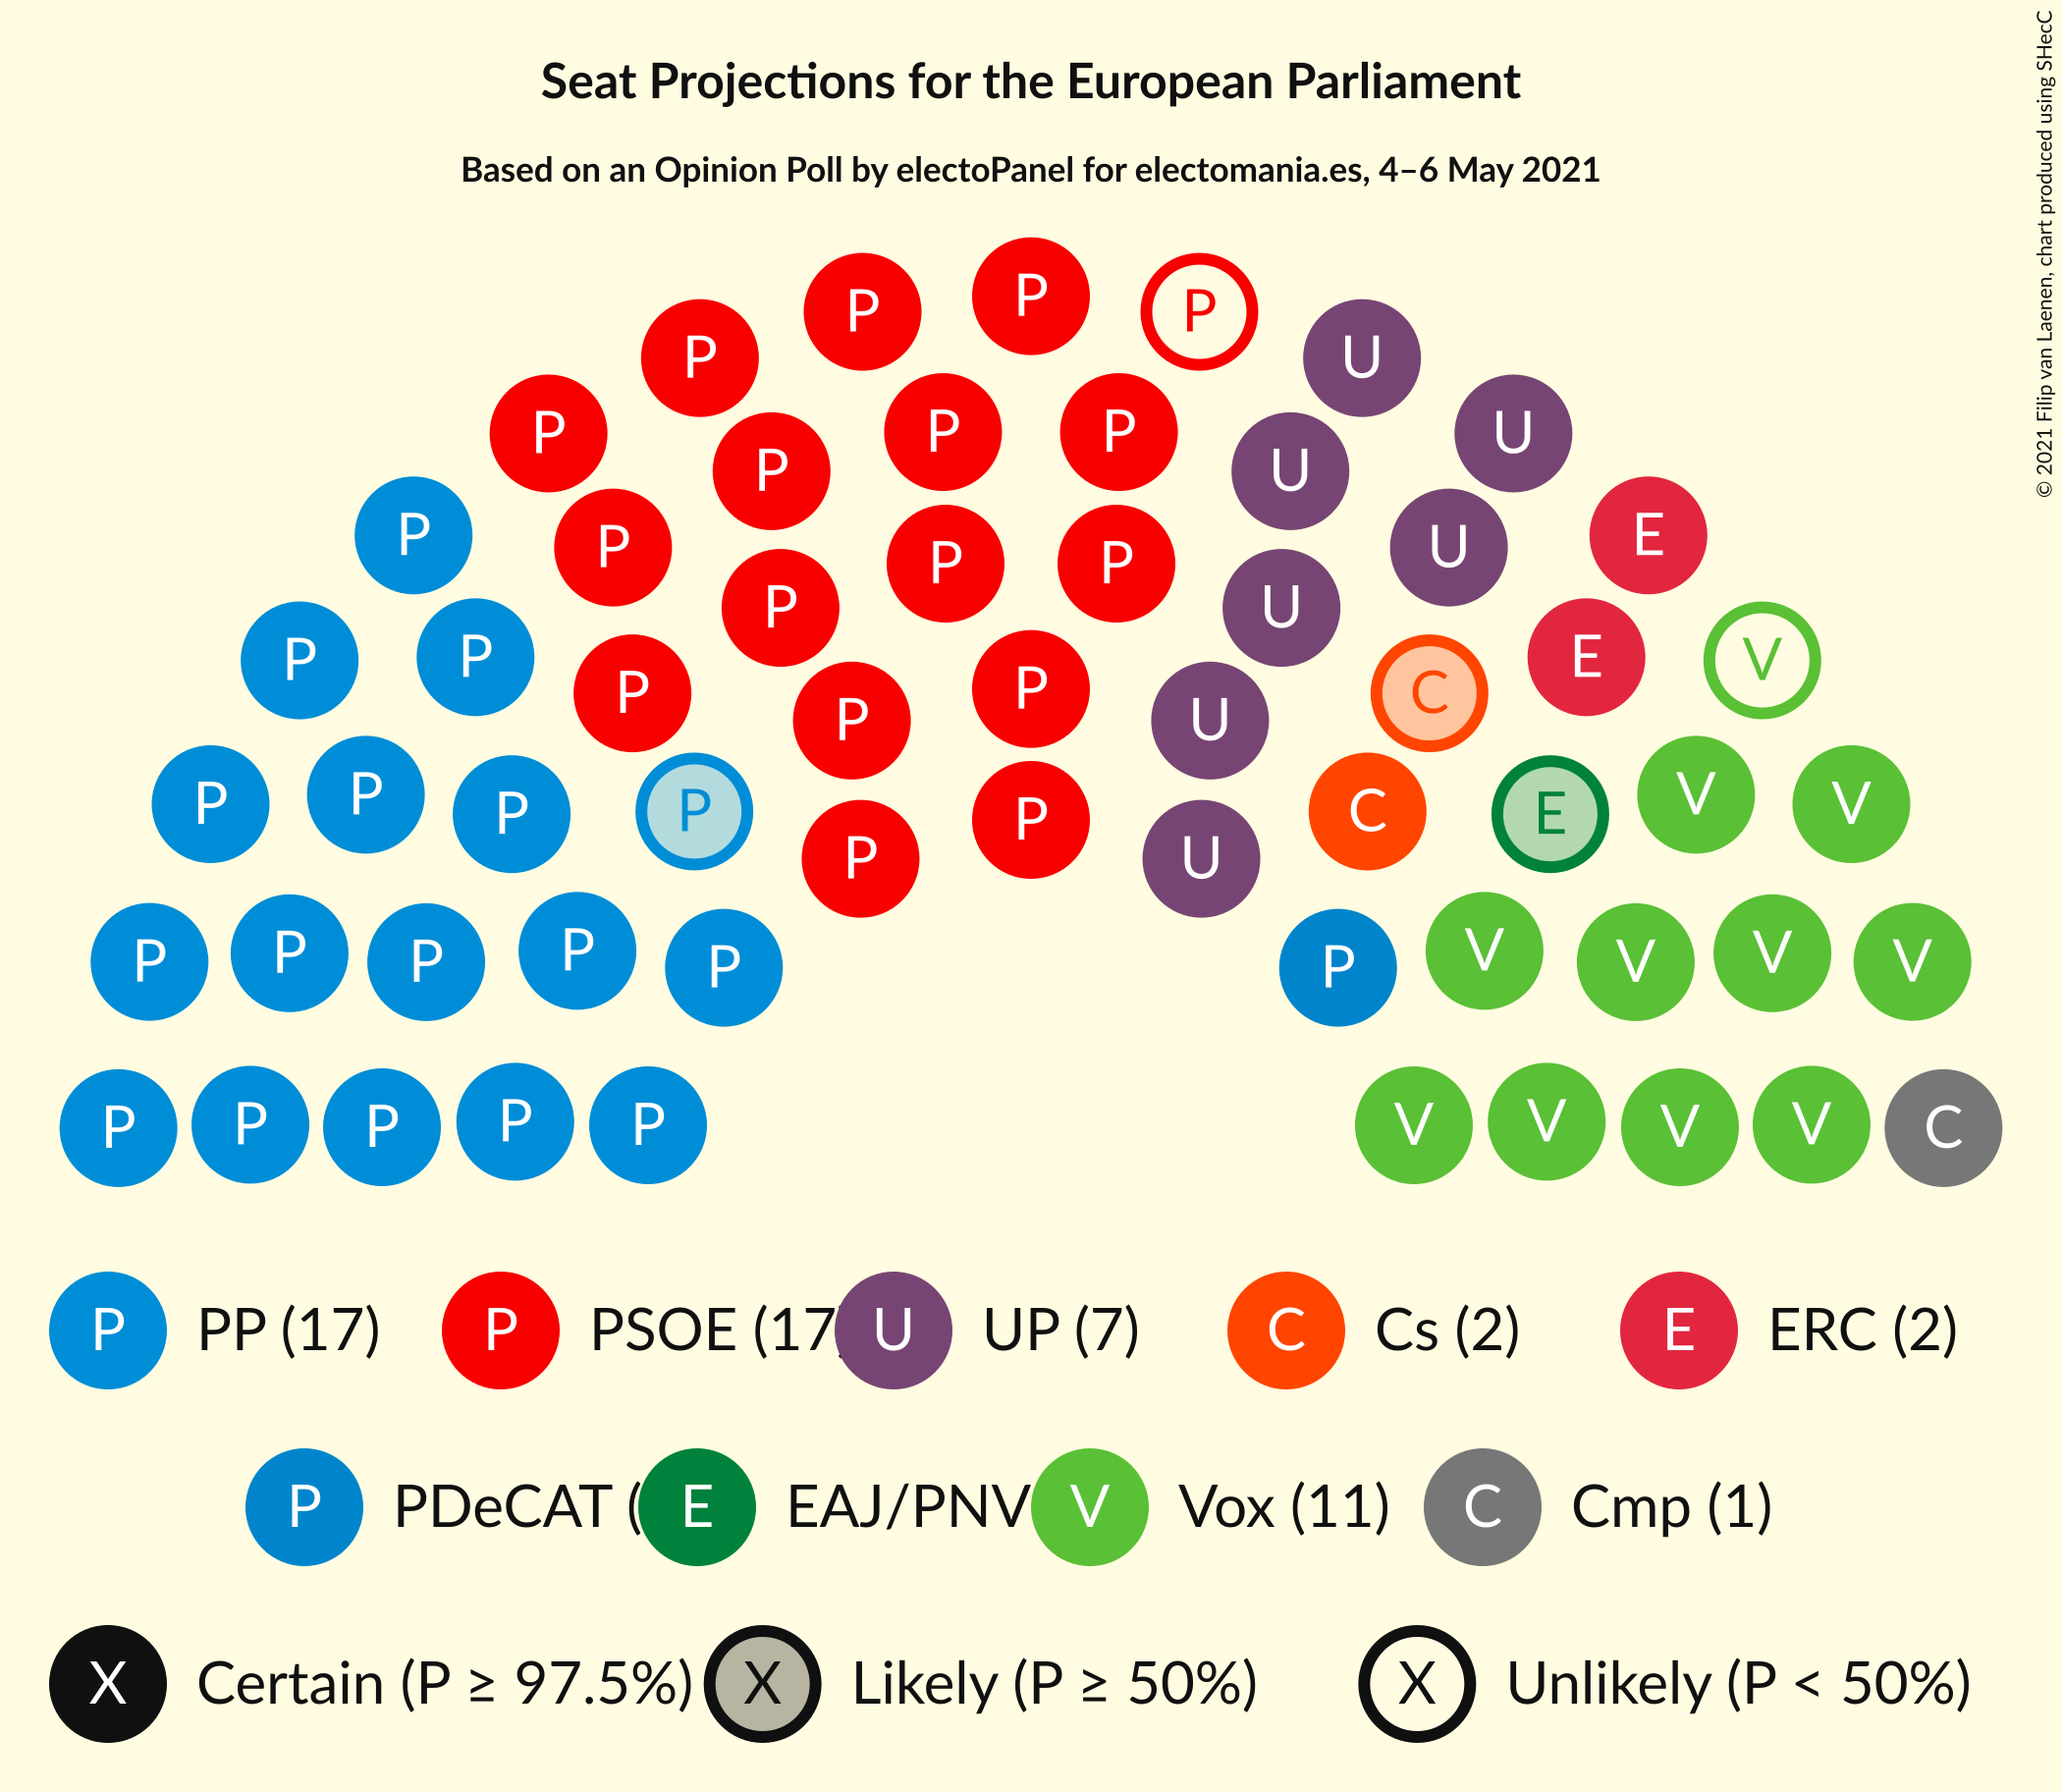 Seat Projections for the European Parliament
Based on an Opinion Poll by electoPanel for electomania.es, 4–6 May 2021
© 2021 Filip van Laenen, chart produced using SHecC
P P P P U U
P P P P U U
P P P P P U U E E
P P P P P U C V
P P P P P P U C E V V
P P P P P P V V V V
P P P P P V V V V C
P PP (17) P PSOE (17 U UP (7) C Cs (2) E ERC (2)
P PDeCAT ( E EAJ/PNV V Vox (11) C Cmp (1)
X Certain (P ≥ 97.5%) X Likely (P ≥ 50%) X Unlikely (P < 50%)